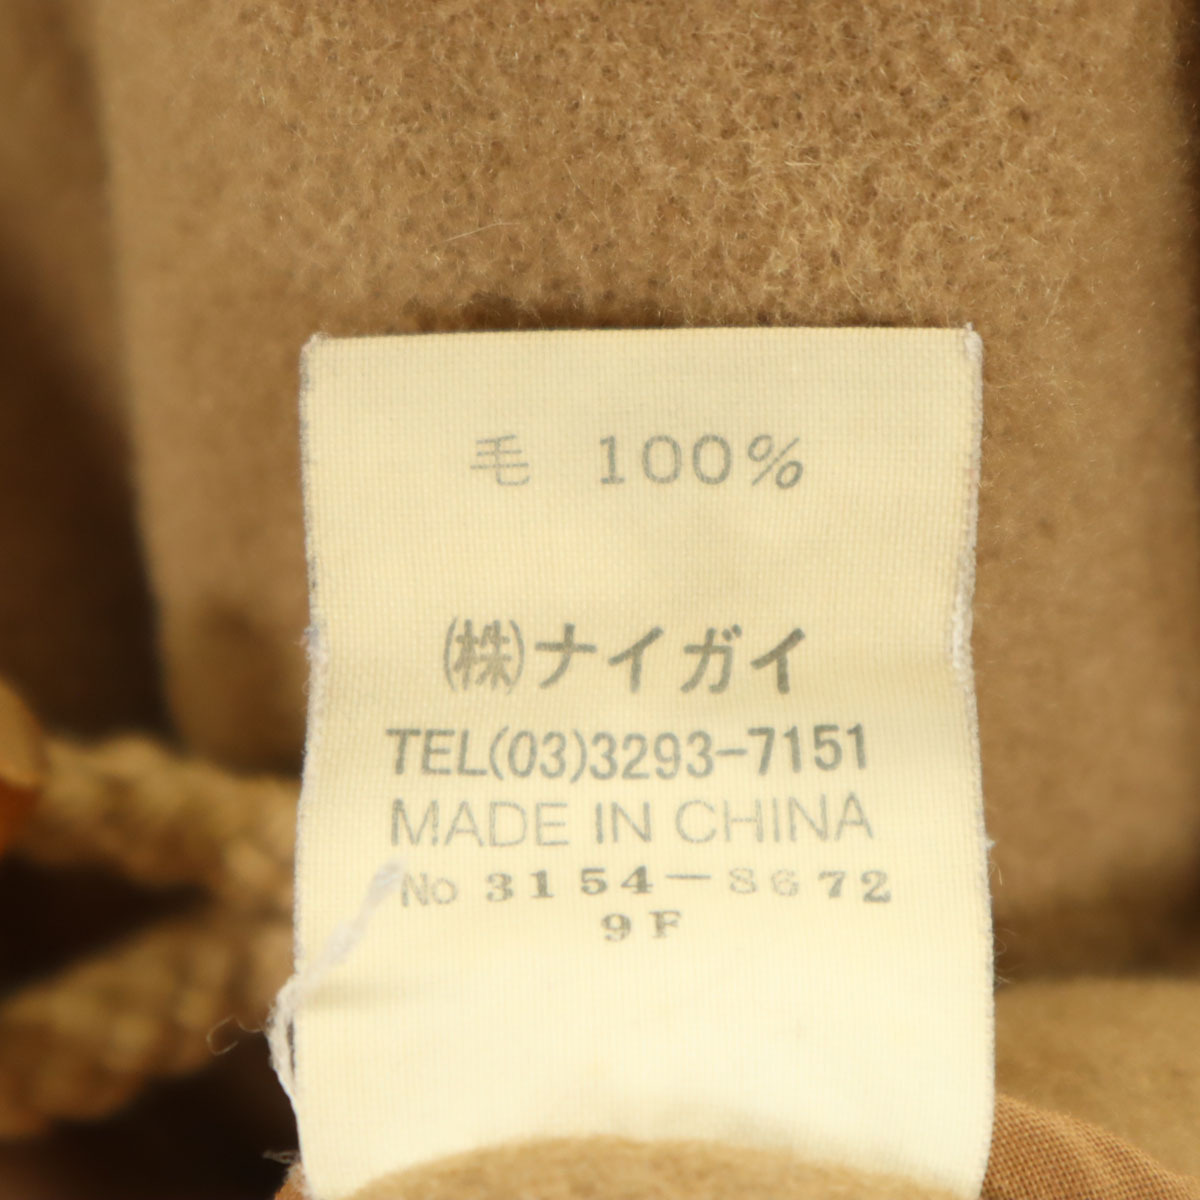 毛 100%
(株)ナイガイ
TEL(03)3293-7151
MADE IN CHINA
No 3154-8672
9F